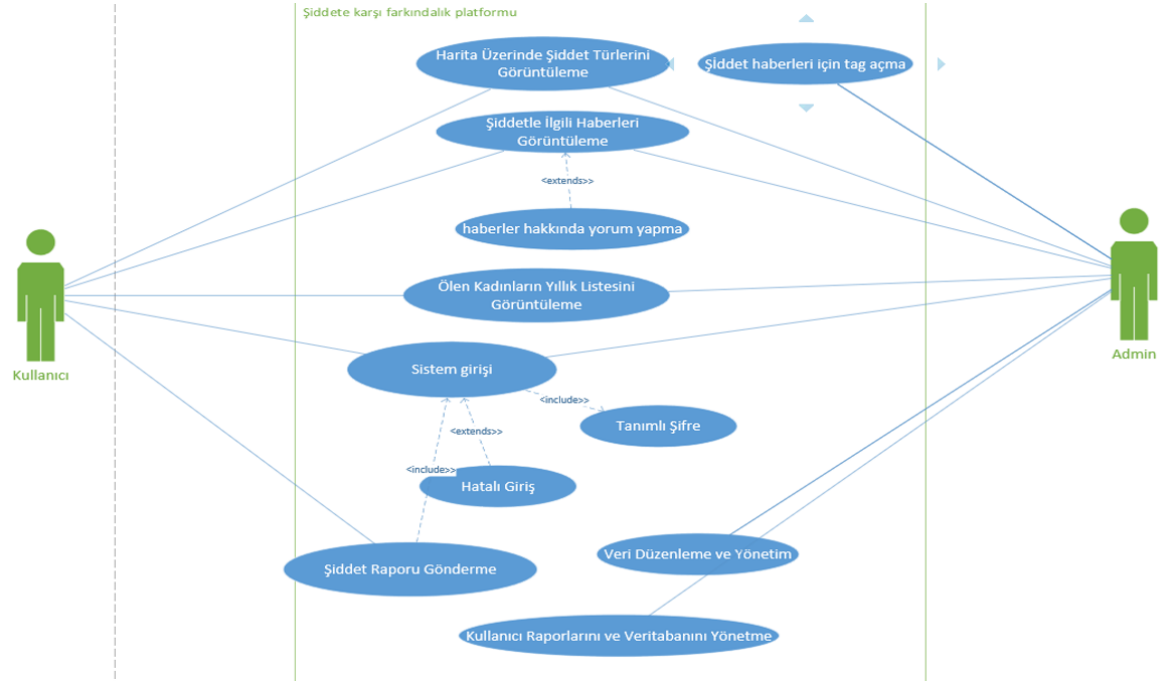 Şiddete karşı farkındalık platformu
Harita Üzerinde Şiddet Türlerini
Görüntüleme
Şİddet haberleri için tag açma
Şiddetle İlgili Haberleri
Görüntüleme
<extends>>
haberler hakkında yorum yapma
Ölen Kadınların Yıllık Listesini
Görüntüleme
Kullanıcı
Admin
Sistem girişi
<include>>
Tanımlı Şifre
<extends>>
<include>>
Hatalı Giriş
Veri Düzenleme ve Yönetim
Şiddet Raporu Gönderme
Kullanıcı Raporlarını ve Veritabanını Yönetme